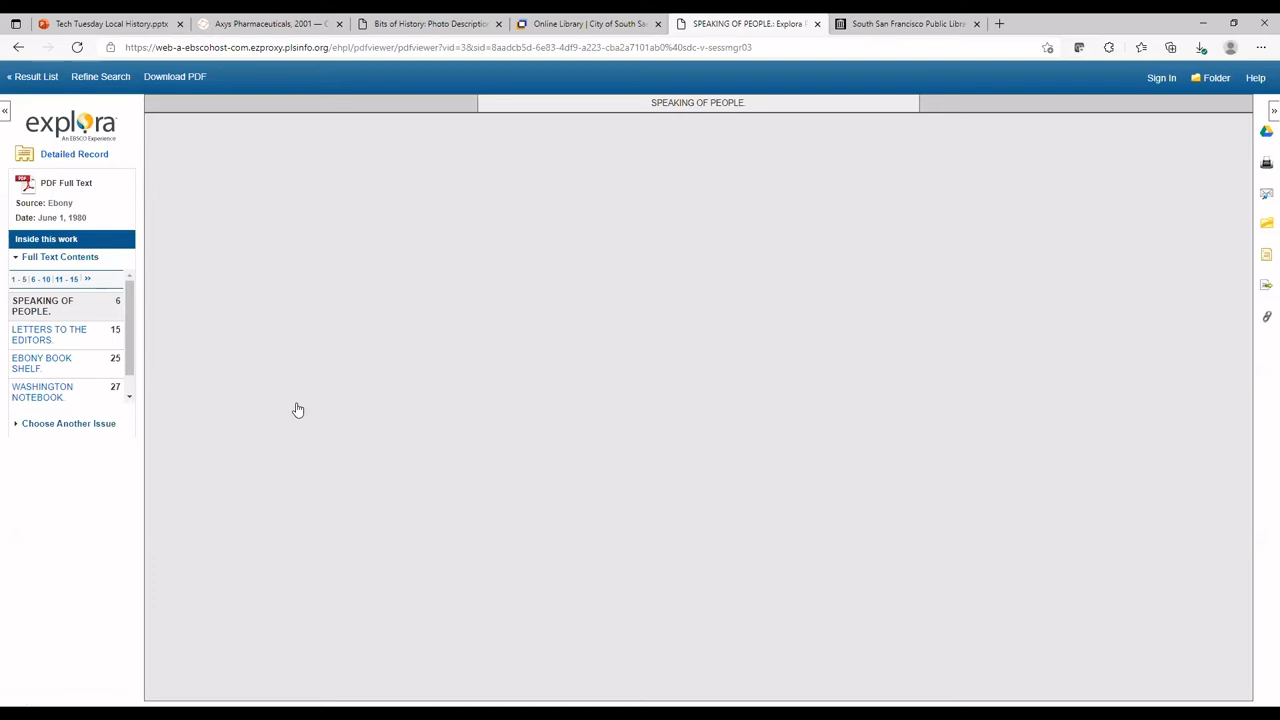 Tech Tuesday Local History.pptx
Axys Pharmaceuticals, 2001 — C
Bits of History: Photo Description
Online Library | City of South Sa
SPEAKING OF PEOPLE.: Explora P
South San Francisco Public Libra
https://web-a-ebscohost-com.ezproxy.plsinfo.org/ehpl/pdfviewer/pdfviewer?vid=3&sid=8aadcb5d-6e83-4df9-a223-cba2a7101ab0%40sdc-v-sessmgr03
« Result List Refine Search Download PDF
Sign In Folder Help
SPEAKING OF PEOPLE.
explora
An EBSCO Experience
Detailed Record
PDF Full Text
Source: Ebony
Date: June 1, 1980
Inside this work
Full Text Contents
1 - 5 | 6 - 10 | 11 - 15 | »
SPEAKING OF 6
PEOPLE.
LETTERS TO THE 15
EDITORS.
EBONY BOOK 25
SHELF.
WASHINGTON 27
NOTEBOOK.
Choose Another Issue